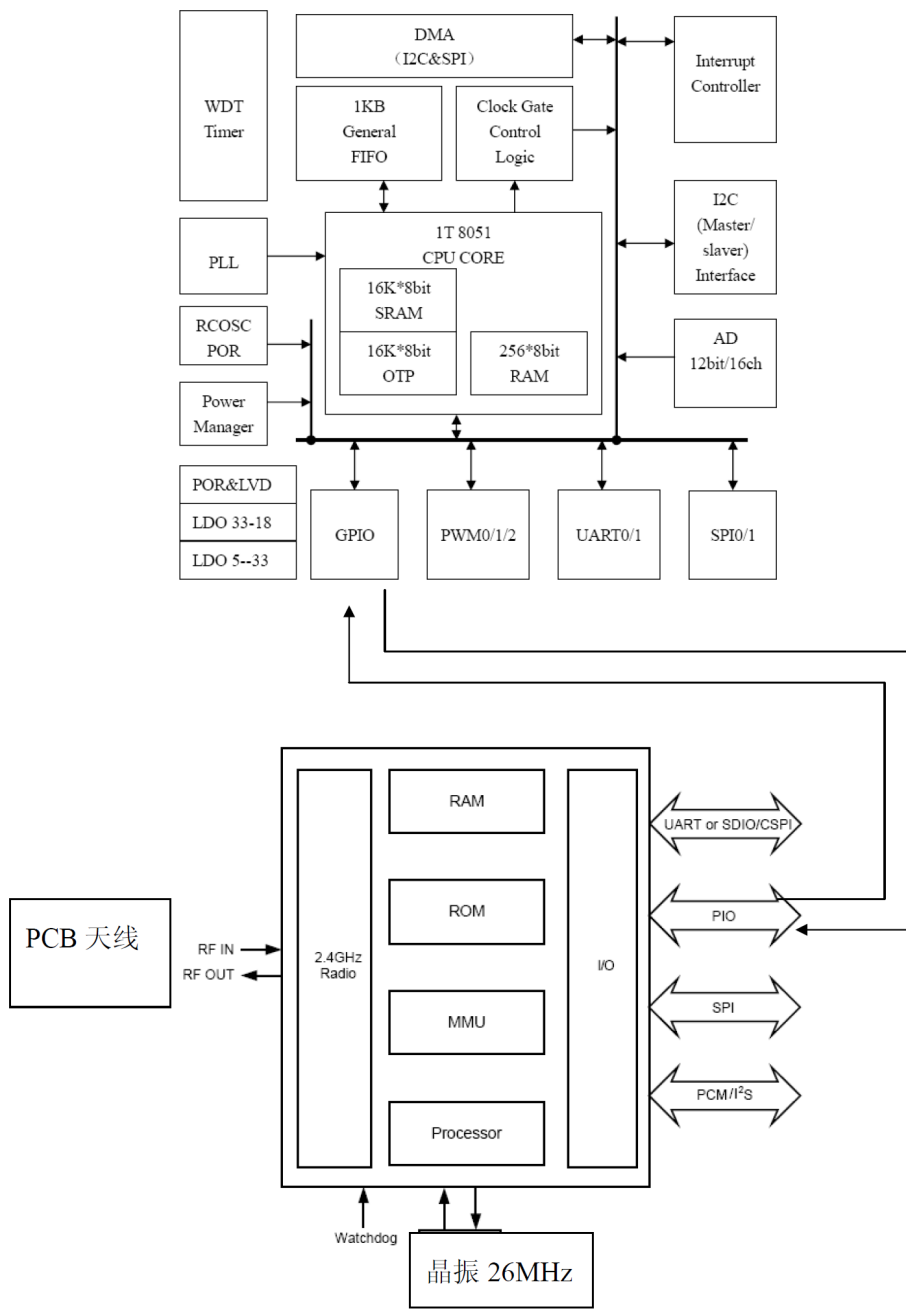 WDT
Timer
DMA
（I2C&SPI）
Interrupt
Controller
1KB
General
FIFO
Clock Gate
Control
Logic
PLL
1T 8051
CPU CORE
I2C
(Master/
slaver)
Interface
16K*8bit
SRAM
RCOSC
POR
16K*8bit
OTP
256*8bit
RAM
AD
12bit/16ch
Power
Manager
POR&LVD
LDO 33-18
LDO 5--33
GPIO
PWM0/1/2
UART0/1
SPI0/1
RAM
UART or SDIO/CSPI
PCB 天线
RF IN
RF OUT
2.4GHz
Radio
ROM
I/O
PIO
MMU
SPI
PCM/I²S
Processor
Watchdog
晶振 26MHz